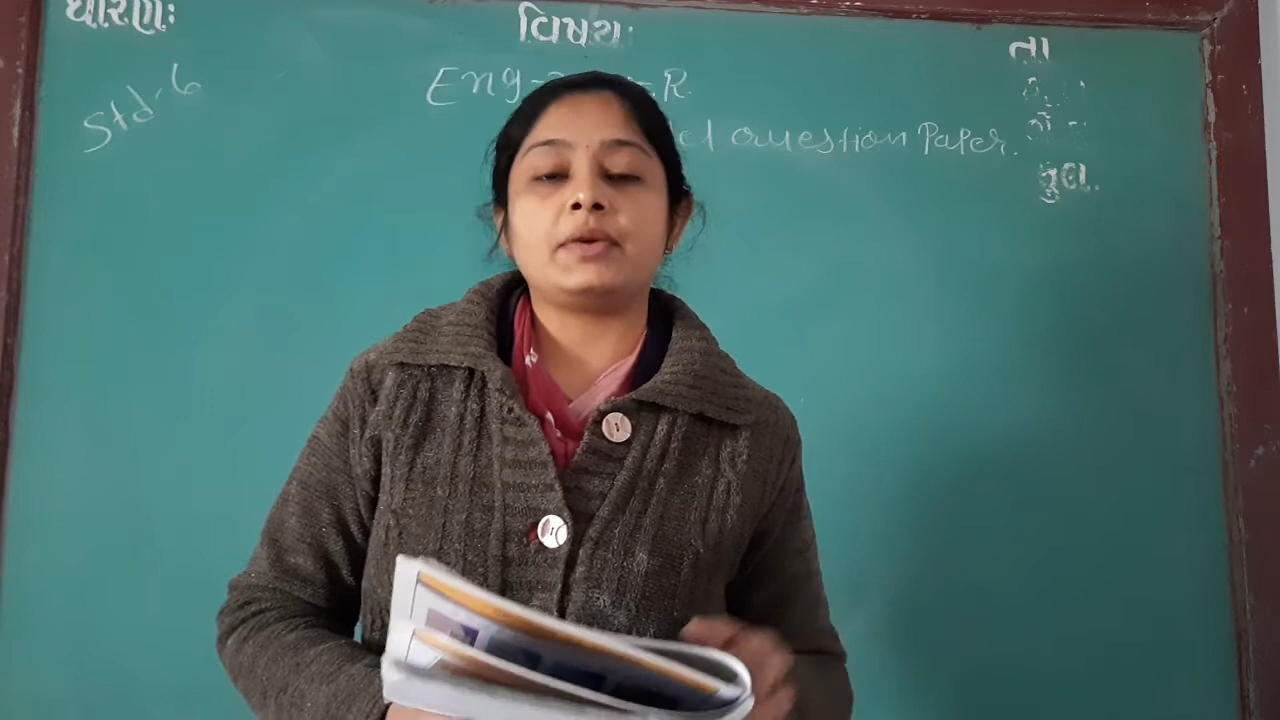 ધોરણઃ વિષયઃ તા
Std-6 Eng
question Paper.
કુલ.